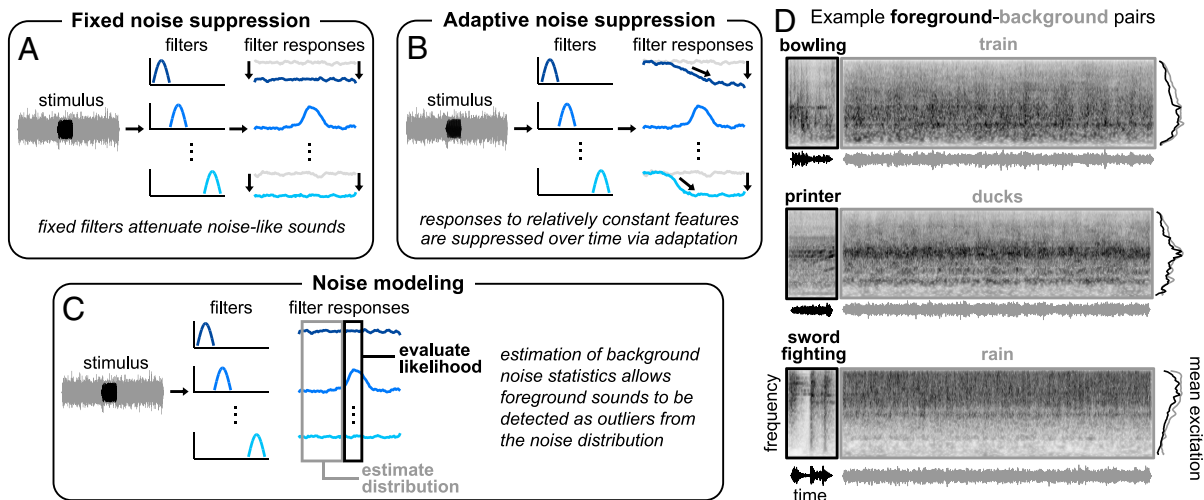 A
Fixed noise suppression
filters
filter responses
stimulus
fixed filters attenuate noise-like sounds
B
Adaptive noise suppression
filters
filter responses
stimulus
responses to relatively constant features
are suppressed over time via adaptation
C
Noise modeling
filters
filter responses
stimulus
evaluate
likelihood
estimate
distribution
estimation of background
noise statistics allows
foreground sounds to be
detected as outliers from
the noise distribution
D
Example foreground-background pairs
bowling
train
printer
ducks
sword
fighting
rain
frequency
time
mean excitation